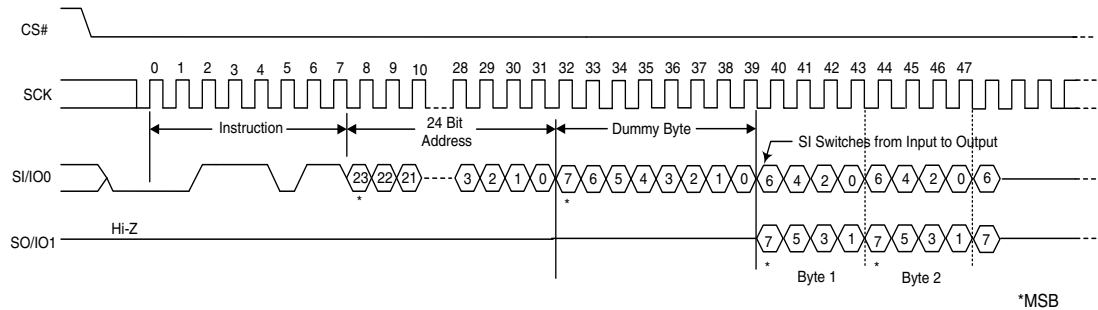 CS#
0 1 2 3 4 5 6 7 8 9 10 28 29 30 31 32 33 34 35 36 37 38 39 40 41 42 43 44 45 46 47
SCK
Instruction
24 Bit
Address
Dummy Byte
SI Switches from Input to Output
SI/IO0
23 22 21 3 2 1 0 7 6 5 4 3 2 1 0 6 4 2 0 6 4 2 0 6
* *
Hi-Z
SO/IO1
7 5 3 1 7 5 3 1 7
* *
Byte 1 Byte 2
*MSB